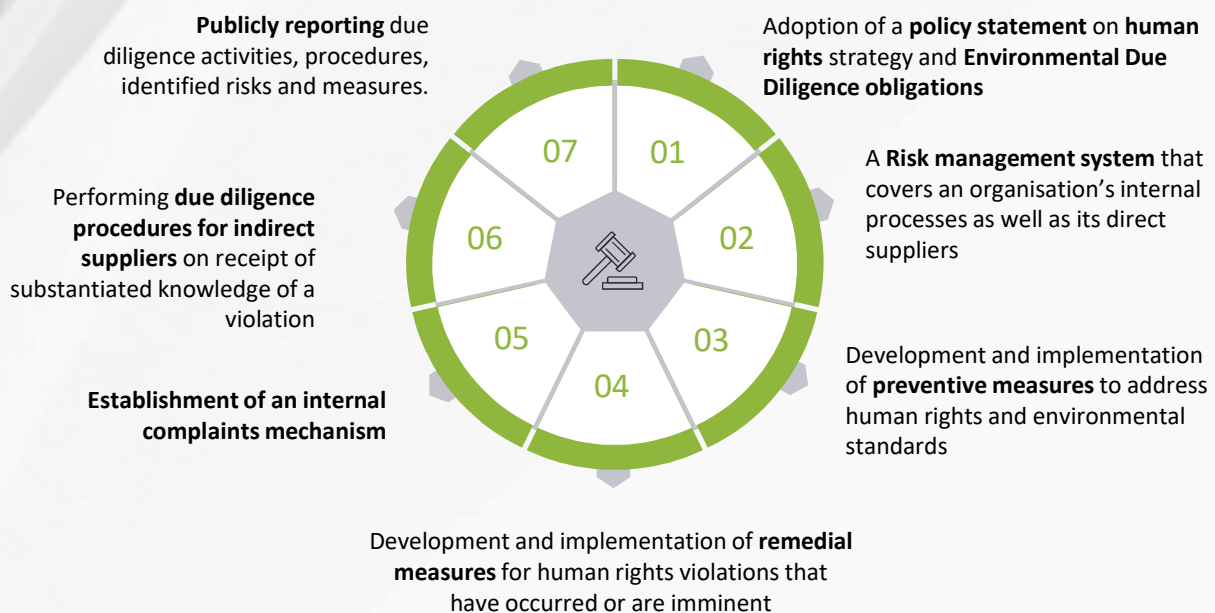 Adoption of a policy statement on human
rights strategy and Environmental Due
Diligence obligations
A Risk management system that
covers an organisation’s internal
processes as well as its direct
suppliers
Development and implementation
of preventive measures to address
human rights and environmental
standards
Development and implementation of remedial
measures for human rights violations that
have occurred or are imminent
Establishment of an internal
complaints mechanism
Performing due diligence
procedures for indirect
suppliers on receipt of
substantiated knowledge of a
violation
Publicly reporting due
diligence activities, procedures,
identified risks and measures.
01
02
03
04
05
06
07